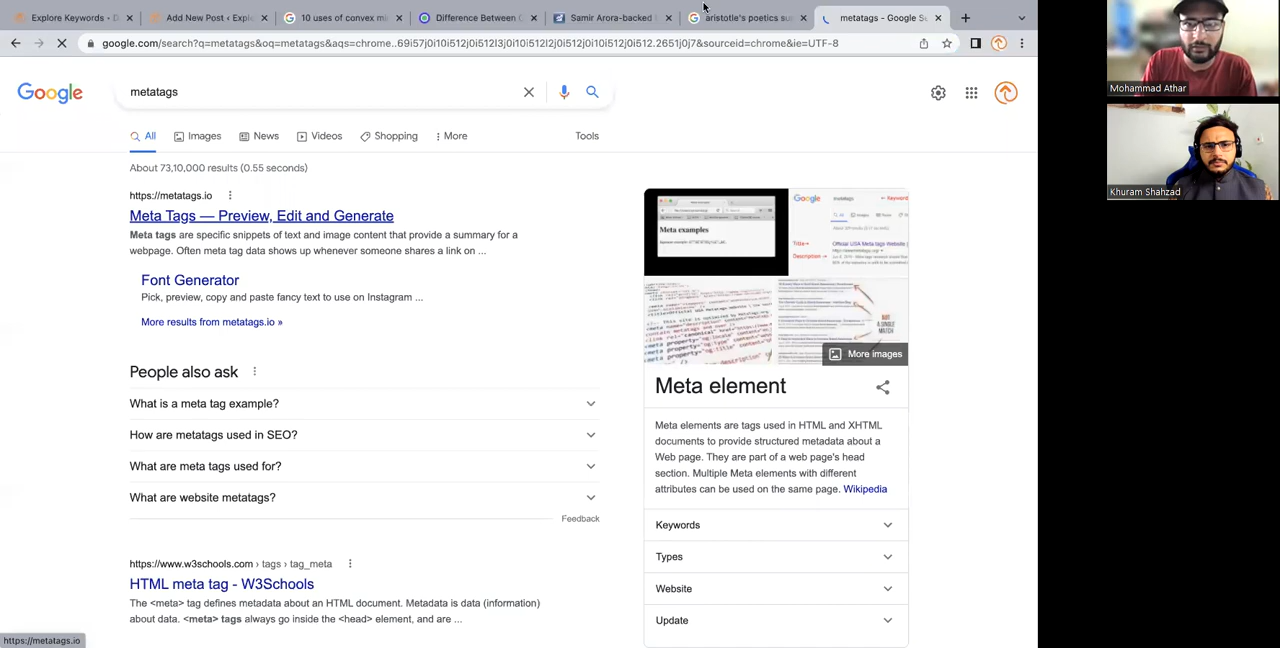 Explore Keywords - D
Add New Post ‹ Explo
10 uses of convex mi
Difference Between C
Samir Arora-backed
aristotle's poetics su
metatags - Google Se
google.com/search?q=metatags&oq=metatags&aqs=chrome..69i57j0i10i512j0i512l3j0i10i512l2j0i512j0i10i512j0i512.2651j0j7&sourceid=chrome&ie=UTF-8
Google
metatags
All
Images
News
Videos
Shopping
More
Tools
About 73,10,000 results (0.55 seconds)
https://metatags.io
Meta Tags — Preview, Edit and Generate
Meta tags are specific snippets of text and image content that provide a summary for a
webpage. Often meta tag data shows up whenever someone shares a link on ...
Font Generator
Pick, preview, copy and paste fancy text to use on Instagram ...
More results from metatags.io »
People also ask
What is a meta tag example?
How are metatags used in SEO?
What are meta tags used for?
What are website metatags?
Feedback
https://www.w3schools.com › tags › tag_meta
HTML meta tag - W3Schools
The <meta> tag defines metadata about an HTML document. Metadata is data (information)
about data. <meta> tags always go inside the <head> element, and are ...
https://metatags.io
Meta examples
Google
Title→
Description→
More images
Meta element
Meta elements are tags used in HTML and XHTML
documents to provide structured metadata about a
Web page. They are part of a web page's head
section. Multiple Meta elements with different
attributes can be used on the same page. Wikipedia
Keywords
Types
Website
Update
Mohammad Athar
Khuram Shahzad